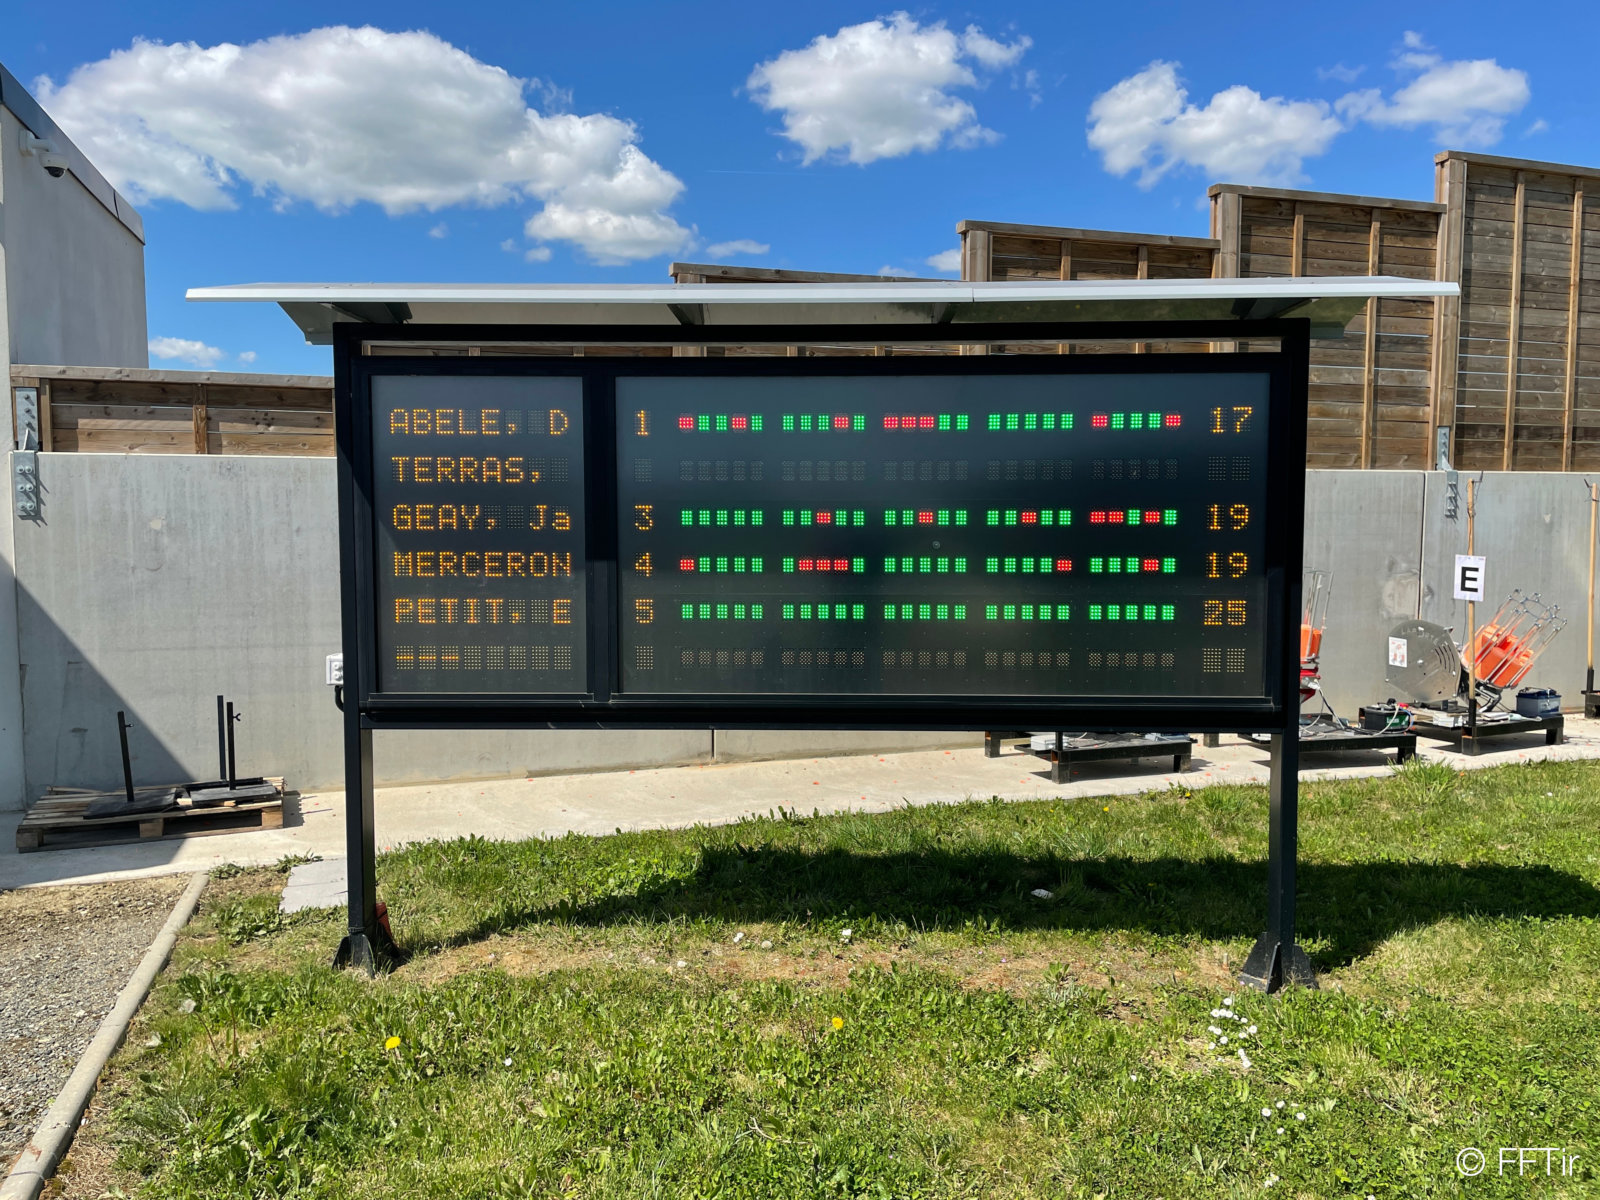 ABELE, D 1 17
TERRAS,
GEAY, Ja 3 19
MERCERON 4 19
PETIT, E 5 25
---
E
© FFTir